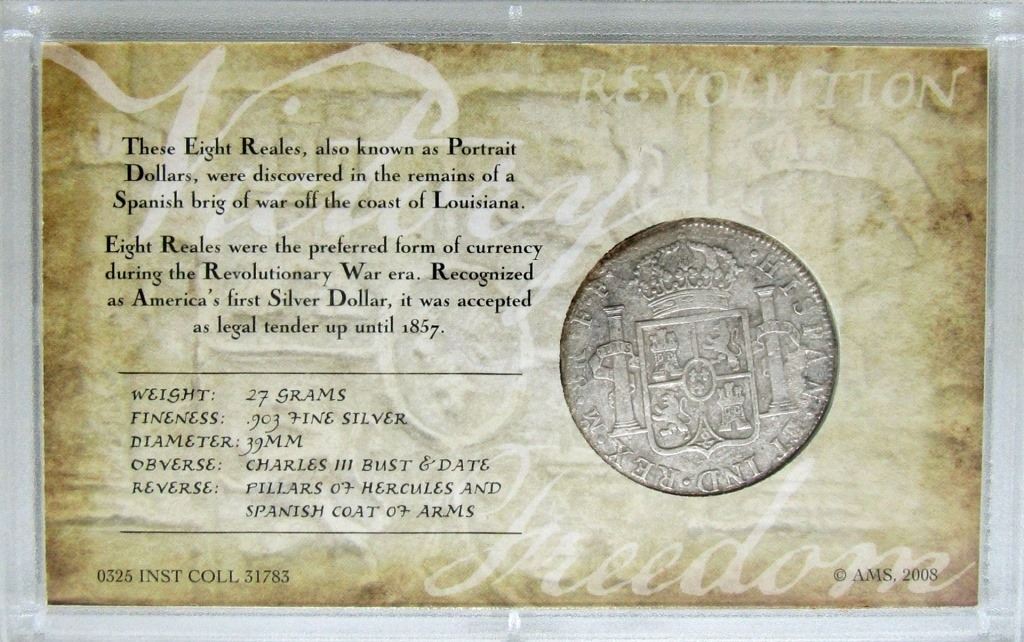 Victory
REVOLUTION
These Eight Reales, also known as Portrait
Dollars, were discovered in the remains of a
Spanish brig of war off the coast of Louisiana.
Eight Reales were the preferred form of currency
during the Revolutionary War era. Recognized
as America's first Silver Dollar, it was accepted
as legal tender up until 1857.
WEIGHT: 27 GRAMS
FINENESS: .903 FINE SILVER
DIAMETER: 39MM
OBVERSE: CHARLES III BUST & DATE
REVERSE: PILLARS OF HERCULES AND
SPANISH COAT OF ARMS
·HISPAN·ET IND·REX·M·8R·F·F·
Freedom
0325 INST COLL 31783
© AMS, 2008